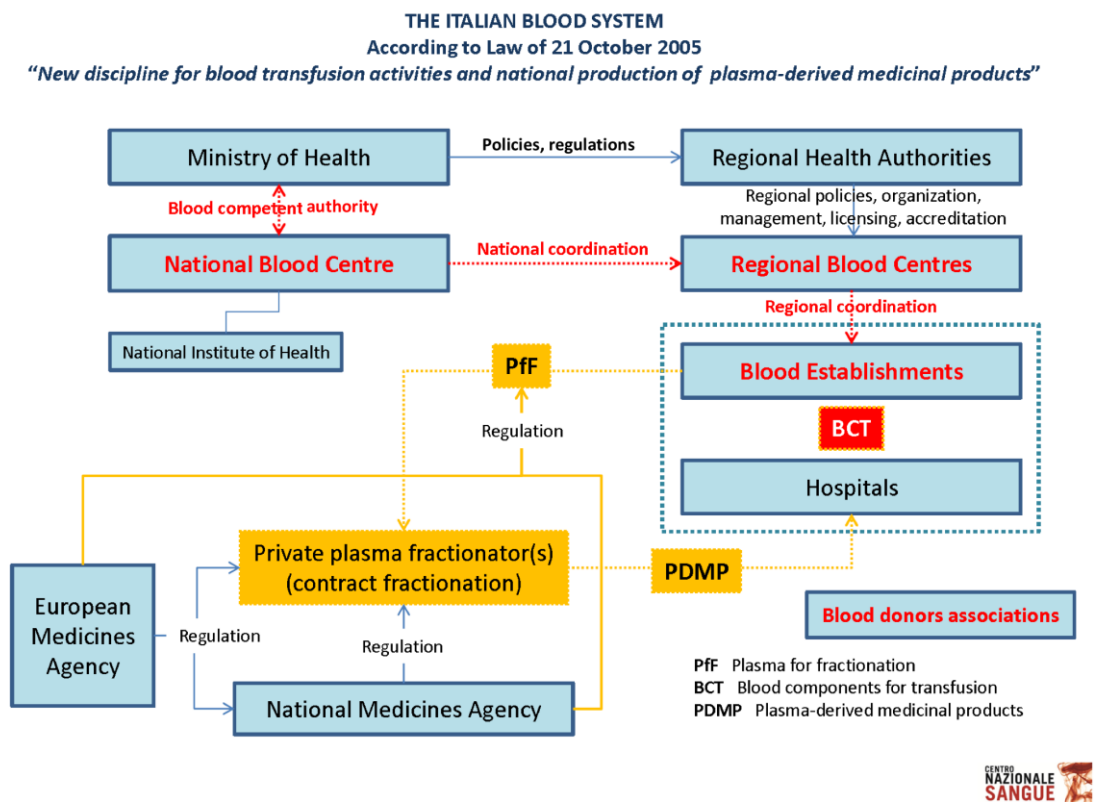 THE ITALIAN BLOOD SYSTEM
According to Law of 21 October 2005
“New discipline for blood transfusion activities and national production of plasma-derived medicinal products”
Ministry of Health
Policies, regulations
Regional Health Authorities
Blood competent authority
Regional policies, organization,
management, licensing, accreditation
National Blood Centre
National coordination
Regional Blood Centres
Regional coordination
National Institute of Health
PfF
Blood Establishments
Regulation
BCT
Hospitals
Private plasma fractionator(s)
(contract fractionation)
PDMP
European
Medicines
Agency
Regulation
Regulation
National Medicines Agency
Blood donors associations
PfF Plasma for fractionation
BCT Blood components for transfusion
PDMP Plasma-derived medicinal products
CENTRO
NAZIONALE
SANGUE